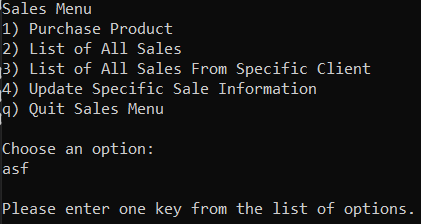 Sales Menu
1) Purchase Product
2) List of All Sales
3) List of All Sales From Specific Client
4) Update Specific Sale Information
q) Quit Sales Menu
Choose an option:
asf
Please enter one key from the list of options.